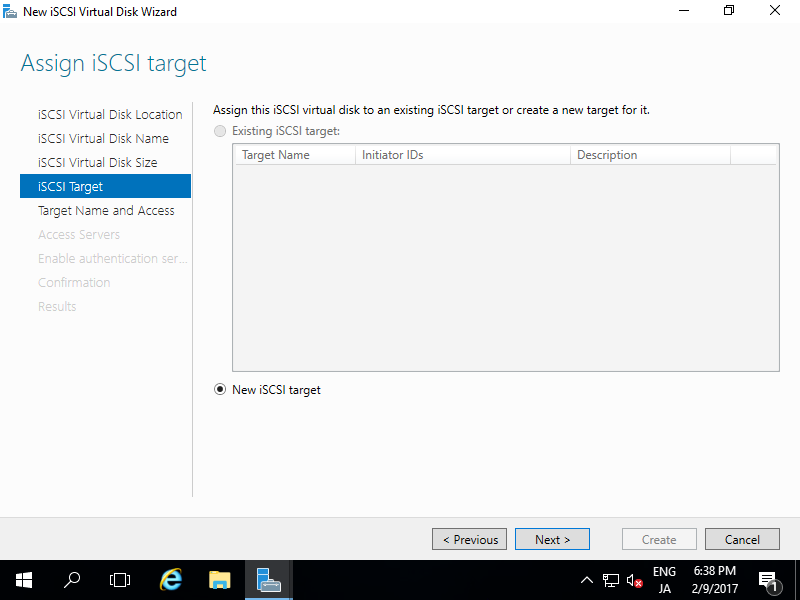 New iSCSI Virtual Disk Wizard
Assign iSCSI target
iSCSI Virtual Disk Location
iSCSI Virtual Disk Name
iSCSI Virtual Disk Size
iSCSI Target
Target Name and Access
Access Servers
Enable authentication ser...
Confirmation
Results
Assign this iSCSI virtual disk to an existing iSCSI target or create a new target for it.
Existing iSCSI target:
Target Name Initiator IDs Description
New iSCSI target
< Previous Next > Create Cancel
ENG
JA
6:38 PM
2/9/2017
1